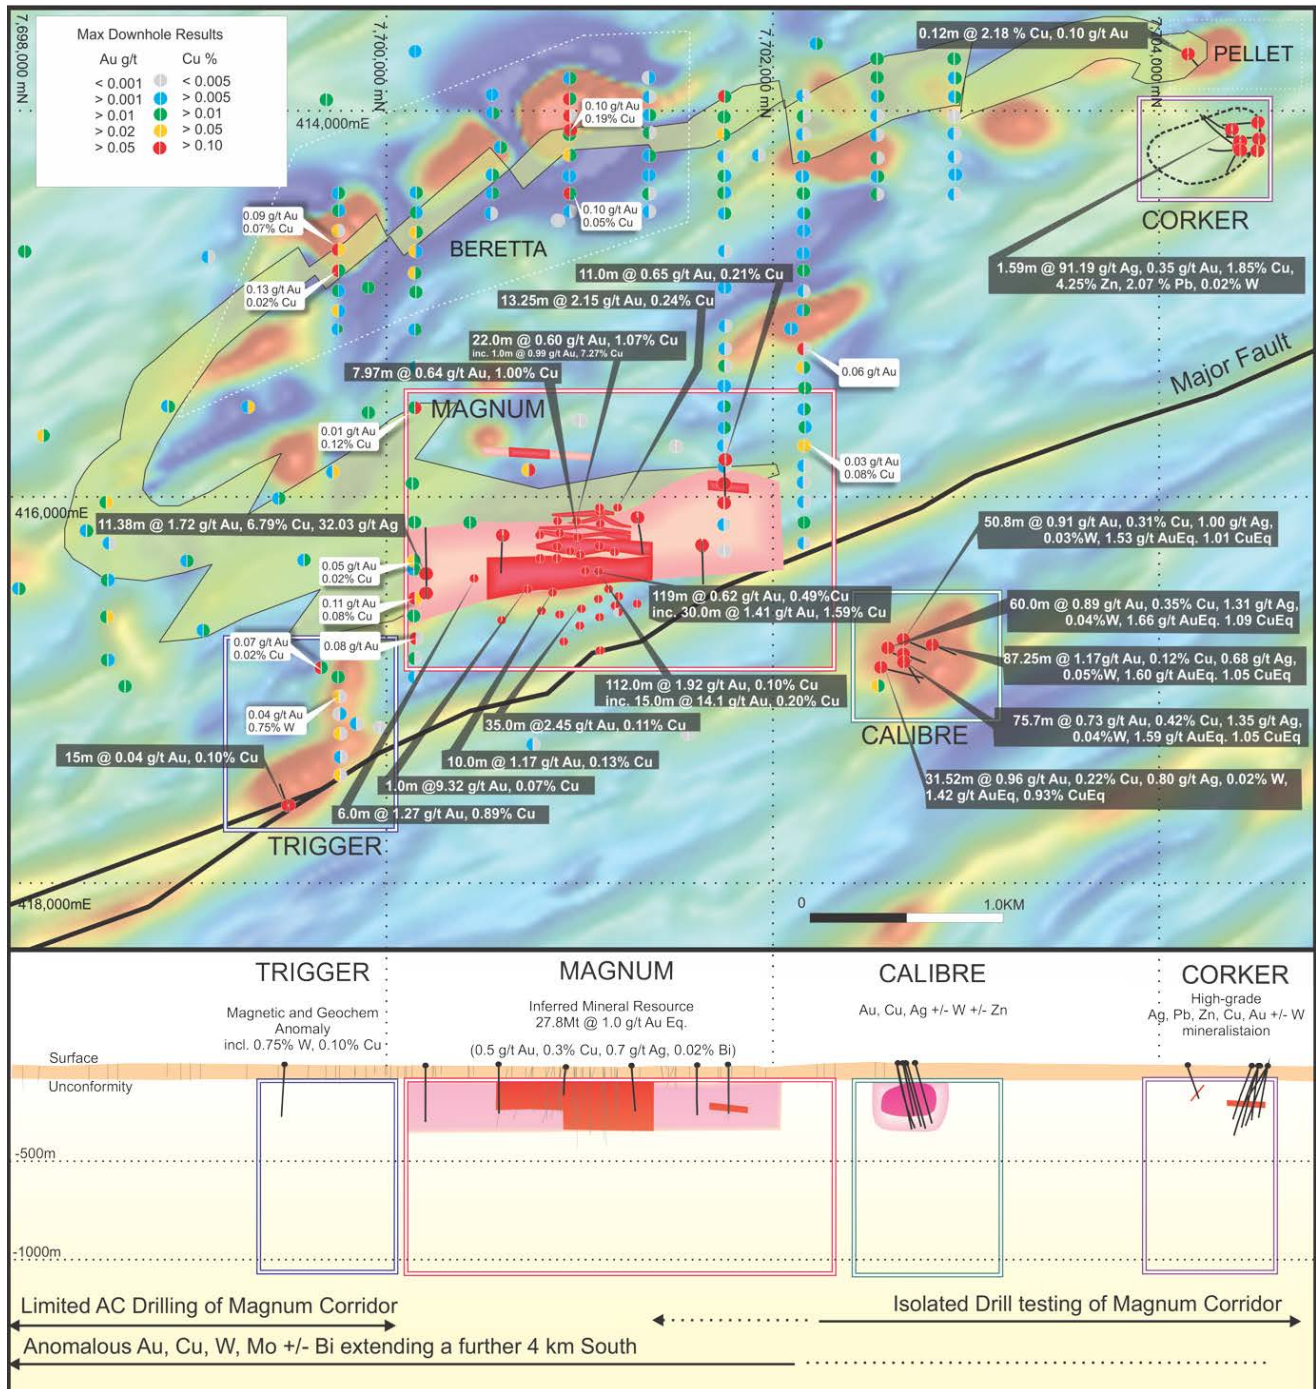 7,698,000 mN
7,700,000 mN
7,702,000 mN
7,704,000 mN
Max Downhole Results
Au g/t Cu %
< 0.001 < 0.005
> 0.001 > 0.005
> 0.01 > 0.01
> 0.02 > 0.05
> 0.05 > 0.10
414,000mE
0.12m @ 2.18 % Cu, 0.10 g/t Au
PELLET
0.10 g/t Au
0.19% Cu
0.09 g/t Au
0.07% Cu
0.10 g/t Au
0.05% Cu
BERETTA
CORKER
0.13 g/t Au
0.02% Cu
11.0m @ 0.65 g/t Au, 0.21% Cu
1.59m @ 91.19 g/t Ag, 0.35 g/t Au, 1.85% Cu,
4.25% Zn, 2.07 % Pb, 0.02% W
13.25m @ 2.15 g/t Au, 0.24% Cu
22.0m @ 0.60 g/t Au, 1.07% Cu
inc. 1.0m @ 0.99 g/t Au, 7.27% Cu
7.97m @ 0.64 g/t Au, 1.00% Cu
0.06 g/t Au
Major Fault
MAGNUM
0.01 g/t Au
0.12% Cu
0.03 g/t Au
0.08% Cu
416,000mE
11.38m @ 1.72 g/t Au, 6.79% Cu, 32.03 g/t Ag
50.8m @ 0.91 g/t Au, 0.31% Cu, 1.00 g/t Ag,
0.03%W, 1.53 g/t AuEq. 1.01 CuEq
0.05 g/t Au
0.02% Cu
119m @ 0.62 g/t Au, 0.49%Cu
inc. 30.0m @ 1.41 g/t Au, 1.59% Cu
0.11 g/t Au
0.08% Cu
60.0m @ 0.89 g/t Au, 0.35% Cu, 1.31 g/t Ag,
0.04%W, 1.66 g/t AuEq. 1.09 CuEq
0.07 g/t Au
0.02% Cu
0.08 g/t Au
87.25m @ 1.17g/t Au, 0.12% Cu, 0.68 g/t Ag,
0.05%W, 1.60 g/t AuEq. 1.05 CuEq
112.0m @ 1.92 g/t Au, 0.10% Cu
inc. 15.0m @ 14.1 g/t Au, 0.20% Cu
0.04 g/t Au
0.75% W
35.0m @2.45 g/t Au, 0.11% Cu
75.7m @ 0.73 g/t Au, 0.42% Cu, 1.35 g/t Ag,
0.04%W, 1.59 g/t AuEq. 1.05 CuEq
CALIBRE
15m @ 0.04 g/t Au, 0.10% Cu
10.0m @ 1.17 g/t Au, 0.13% Cu
1.0m @9.32 g/t Au, 0.07% Cu
31.52m @ 0.96 g/t Au, 0.22% Cu, 0.80 g/t Ag, 0.02% W,
1.42 g/t AuEq, 0.93% CuEq
6.0m @ 1.27 g/t Au, 0.89% Cu
TRIGGER
418,000mE
0 1.0KM
TRIGGER MAGNUM CALIBRE CORKER
Magnetic and Geochem
Anomaly
incl. 0.75% W, 0.10% Cu
Inferred Mineral Resource
27.8Mt @ 1.0 g/t Au Eq.
(0.5 g/t Au, 0.3% Cu, 0.7 g/t Ag, 0.02% Bi)
Au, Cu, Ag +/- W +/- Zn
High-grade
Ag, Pb, Zn, Cu, Au +/- W
mineralistaion
Surface
Unconformity
-500m
-1000m
Limited AC Drilling of Magnum Corridor
Isolated Drill testing of Magnum Corridor
Anomalous Au, Cu, W, Mo +/- Bi extending a further 4 km South